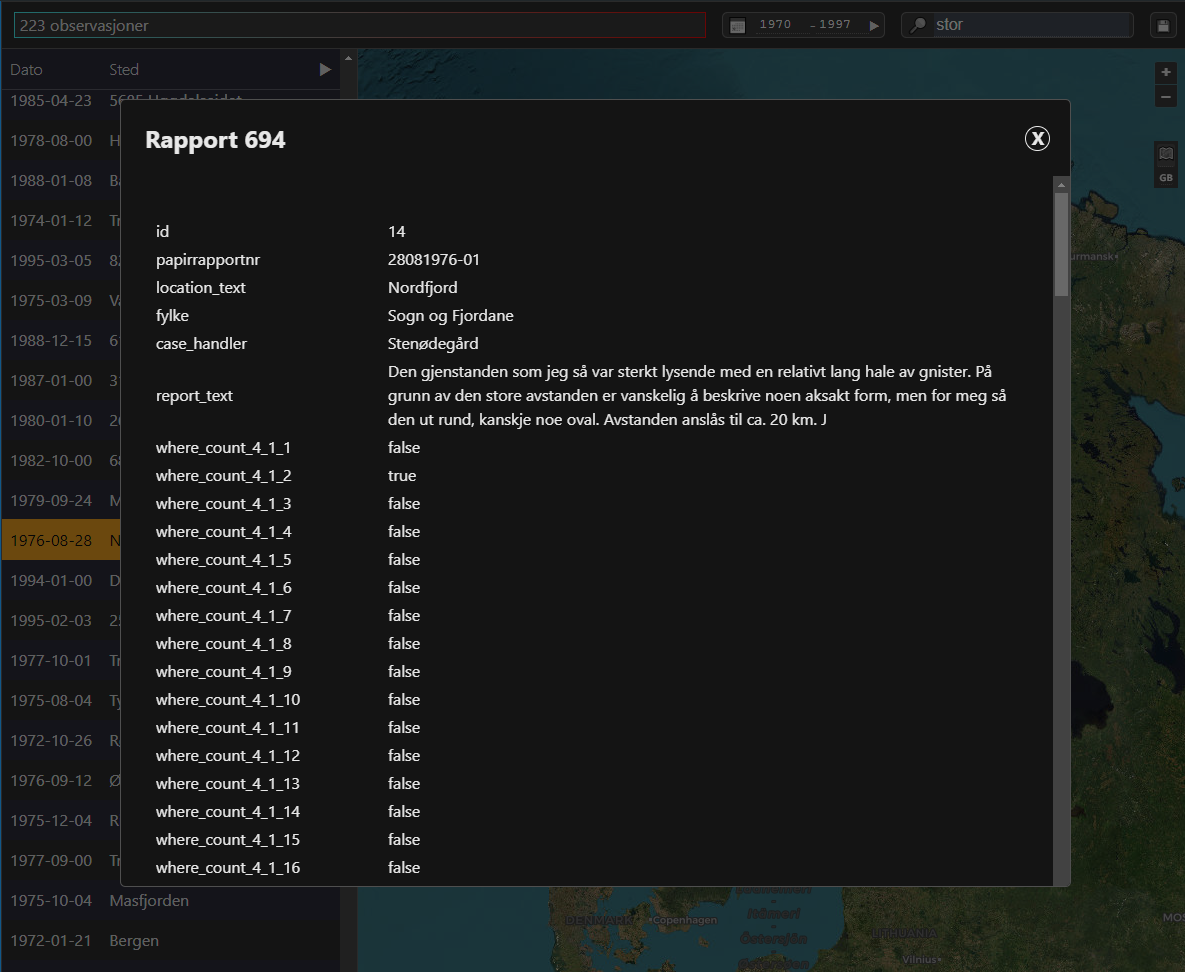 223 observasjoner
1970 - 1997
stor
Dato Sted
1985-04-23
1978-08-00 H
1988-01-08
1974-01-12 Tr
1995-03-05
1975-03-09
1988-12-15
1987-01-00
1980-01-10
1982-10-00
1979-09-24 M
1976-08-28 N
1994-01-00 D
1995-02-03
1977-10-01 Tr
1975-08-04 Ty
1972-10-26 R
1976-09-12 Ø
1975-12-04 R
1977-09-00 Tr
1975-10-04 Masfjorden
1972-01-21 Bergen
Rapport 694
X
id 14
papirrapportnr 28081976-01
location_text Nordfjord
fylke Sogn og Fjordane
case_handler Stenødegård
report_text Den gjenstanden som jeg så var sterkt lysende med en relativt lang hale av gnister. På
grunn av den store avstanden er vanskelig å beskrive noen aksakt form, men for meg så
den ut rund, kanskje noe oval. Avstanden anslås til ca. 20 km. J
where_count_4_1_1 false
where_count_4_1_2 true
where_count_4_1_3 false
where_count_4_1_4 false
where_count_4_1_5 false
where_count_4_1_6 false
where_count_4_1_7 false
where_count_4_1_8 false
where_count_4_1_9 false
where_count_4_1_10 false
where_count_4_1_11 false
where_count_4_1_12 false
where_count_4_1_13 false
where_count_4_1_14 false
where_count_4_1_15 false
where_count_4_1_16 false
+
−
GB
urmansk
DENMARK
Copenhagen
Itämeri
-
Östersjön
-
LITHUANIA
Vilnius
MOS